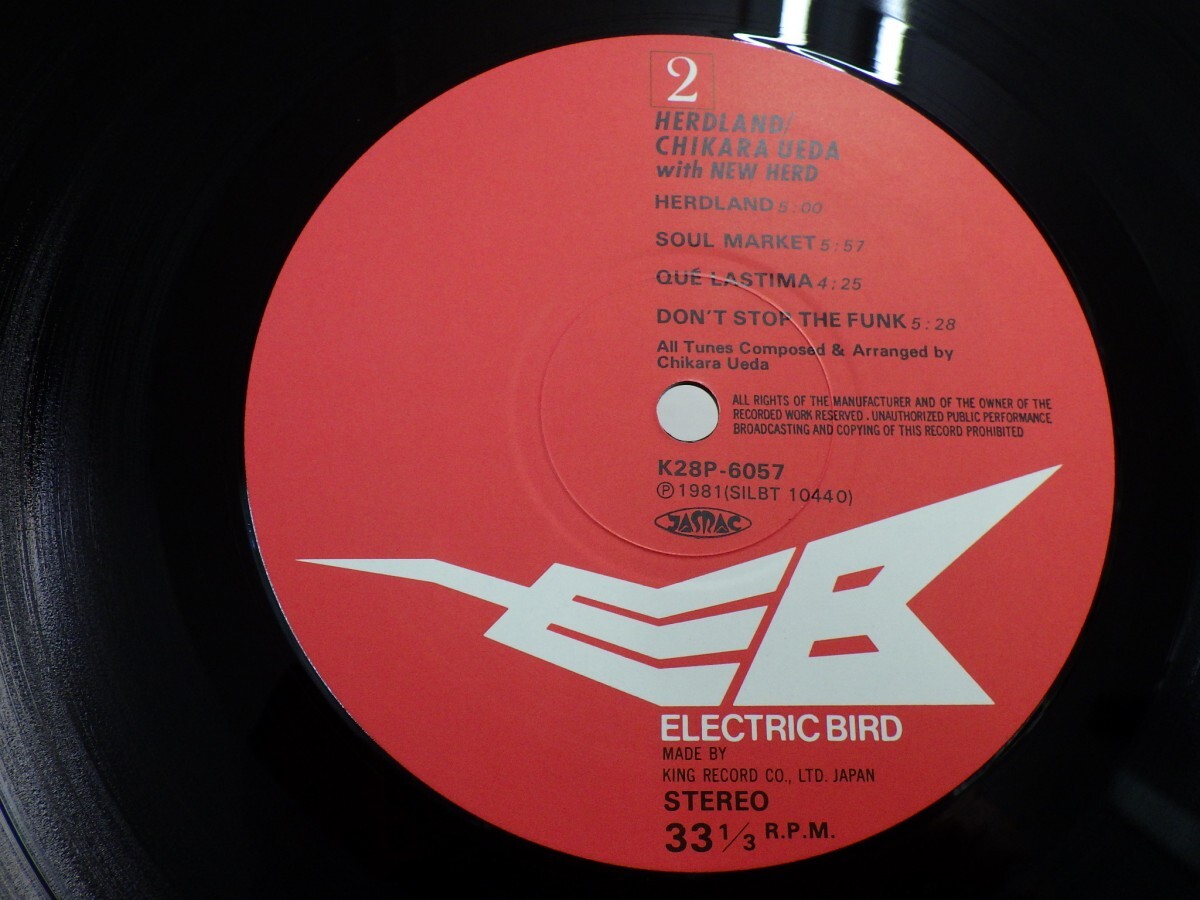 2
HERDLAND/
CHIKARA UEDA
with NEW HERD
HERDLAND 5:00
SOUL MARKET 5:57
QUÉ LASTIMA 4:25
DON'T STOP THE FUNK 5:28
All Tunes Composed & Arranged by
Chikara Ueda
ALL RIGHTS OF THE MANUFACTURER AND OF THE OWNER OF THE
RECORDED WORK RESERVED. UNAUTHORIZED PUBLIC PERFORMANCE
BROADCASTING AND COPYING OF THIS RECORD PROHIBITED
K28P-6057
Ⓟ1981(SILBT 10440)
JASRAC
EB
ELECTRIC BIRD
MADE BY
KING RECORD CO., LTD. JAPAN
STEREO
33 1/3 R.P.M.